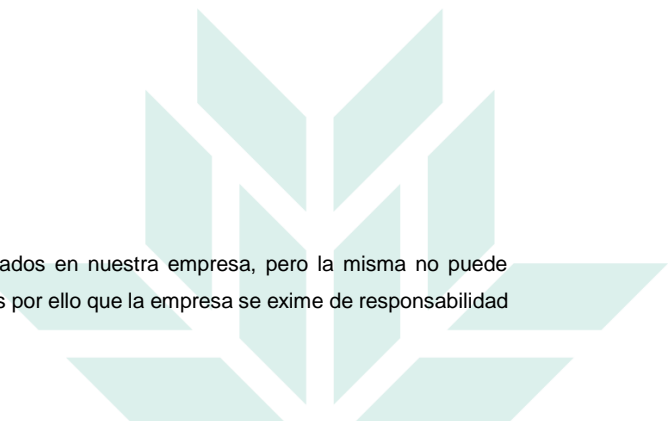 ados en nuestra empresa, pero la misma no puede
s por ello que la empresa se exime de responsabilidad